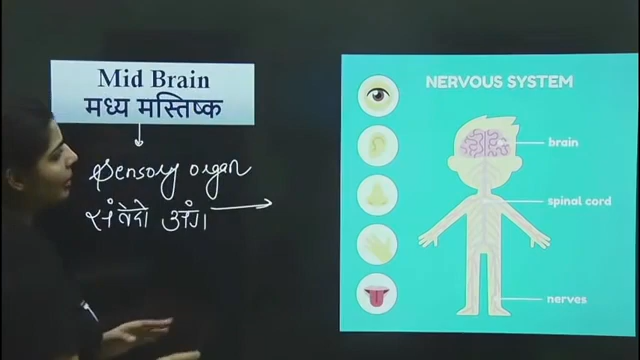 Mid Brain
मध्य मस्तिष्क
Sensory organ
संवेदी अंग
NERVOUS SYSTEM
brain
spinal cord
nerves